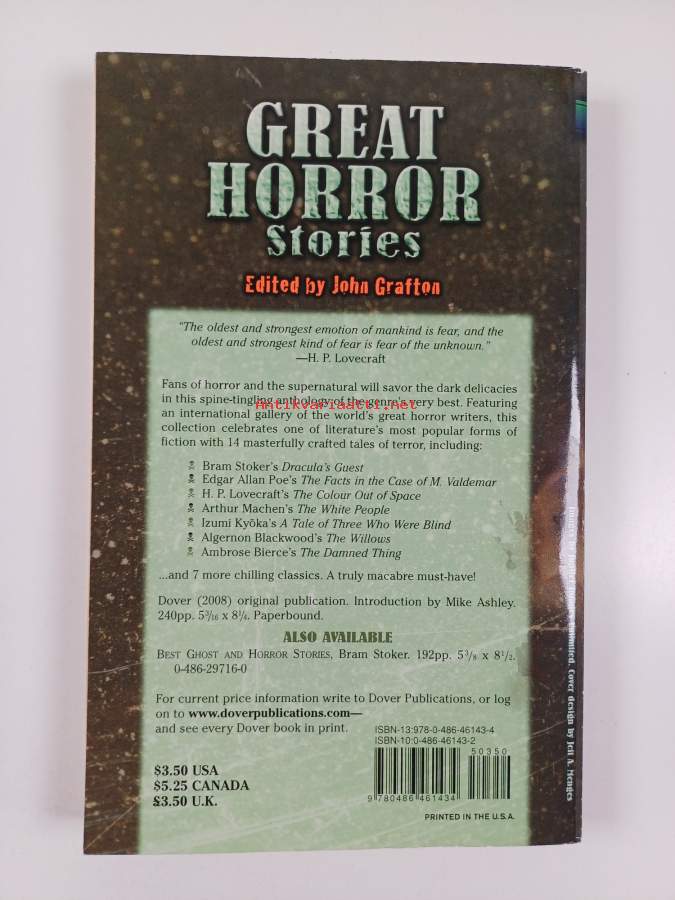 GREAT
HORROR
Stories
Edited by John Grafton
"The oldest and strongest emotion of mankind is fear, and the
oldest and strongest kind of fear is fear of the unknown."
—H. P. Lovecraft
Fans of horror and the supernatural will savor the dark delicacies
in this spine-tingling anthology of the genre's very best. Featuring
Antikvariaatti.net
an international gallery of the world's great horror writers, this
collection celebrates one of literature's most popular forms of
fiction with 14 masterfully crafted tales of terror, including:
Bram Stoker's Dracula's Guest
Edgar Allan Poe's The Facts in the Case of M. Valdemar
H. P. Lovecraft's The Colour Out of Space
Arthur Machen's The White People
Izumi Kyōka's A Tale of Three Who Were Blind
Algernon Blackwood's The Willows
Ambrose Bierce's The Damned Thing
...and 7 more chilling classics. A truly macabre must-have!
Dover (2008) original publication. Introduction by Mike Ashley.
240pp. 5³⁄₁₆ x 8¼. Paperbound.
ALSO AVAILABLE
BEST GHOST AND HORROR STORIES, Bram Stoker. 192pp. 5³/₈ x 8¹/₂.
0-486-29716-0
For current price information write to Dover Publications, or log
on to www.doverpublications.com—
and see every Dover book in print.
ISBN-13:978-0-486-46143-4
ISBN-10:0-486-46143-2
50350
$3.50 USA
$5.25 CANADA
£3.50 U.K.
9 780486 461434
PRINTED IN THE U.S.A.
Cover design by Jeff A. Menges